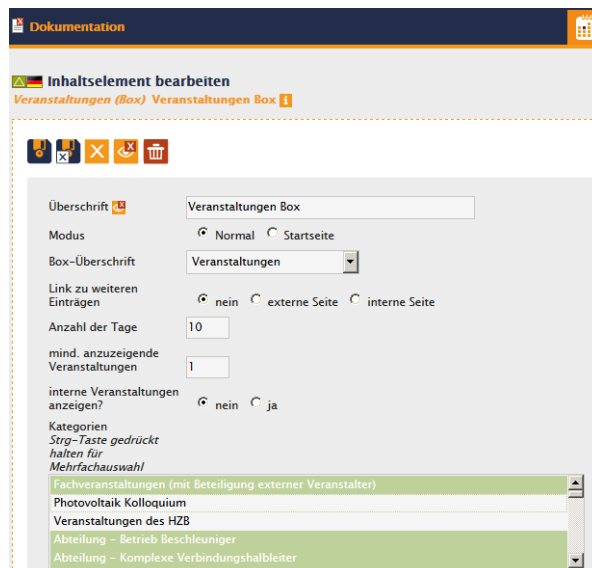 Dokumentation
Inhaltselement bearbeiten
Veranstaltungen (Box) Veranstaltungen Box i
Überschrift Veranstaltungen Box
Modus Normal Startseite
Box-Überschrift Veranstaltungen
Link zu weiteren
Einträgen nein externe Seite interne Seite
Anzahl der Tage 10
mind. anzuzeigende
Veranstaltungen 1
interne Veranstaltungen
anzeigen? nein ja
Kategorien
Strg-Taste gedrückt
halten für
Mehrfachauswahl
Fachveranstaltungen (mit Beteiligung externer Veranstalter)
Photovoltaik Kolloquium
Veranstaltungen des HZB
Abteilung - Betrieb Beschleuniger
Abteilung - Komplexe Verbindungshalbleiter